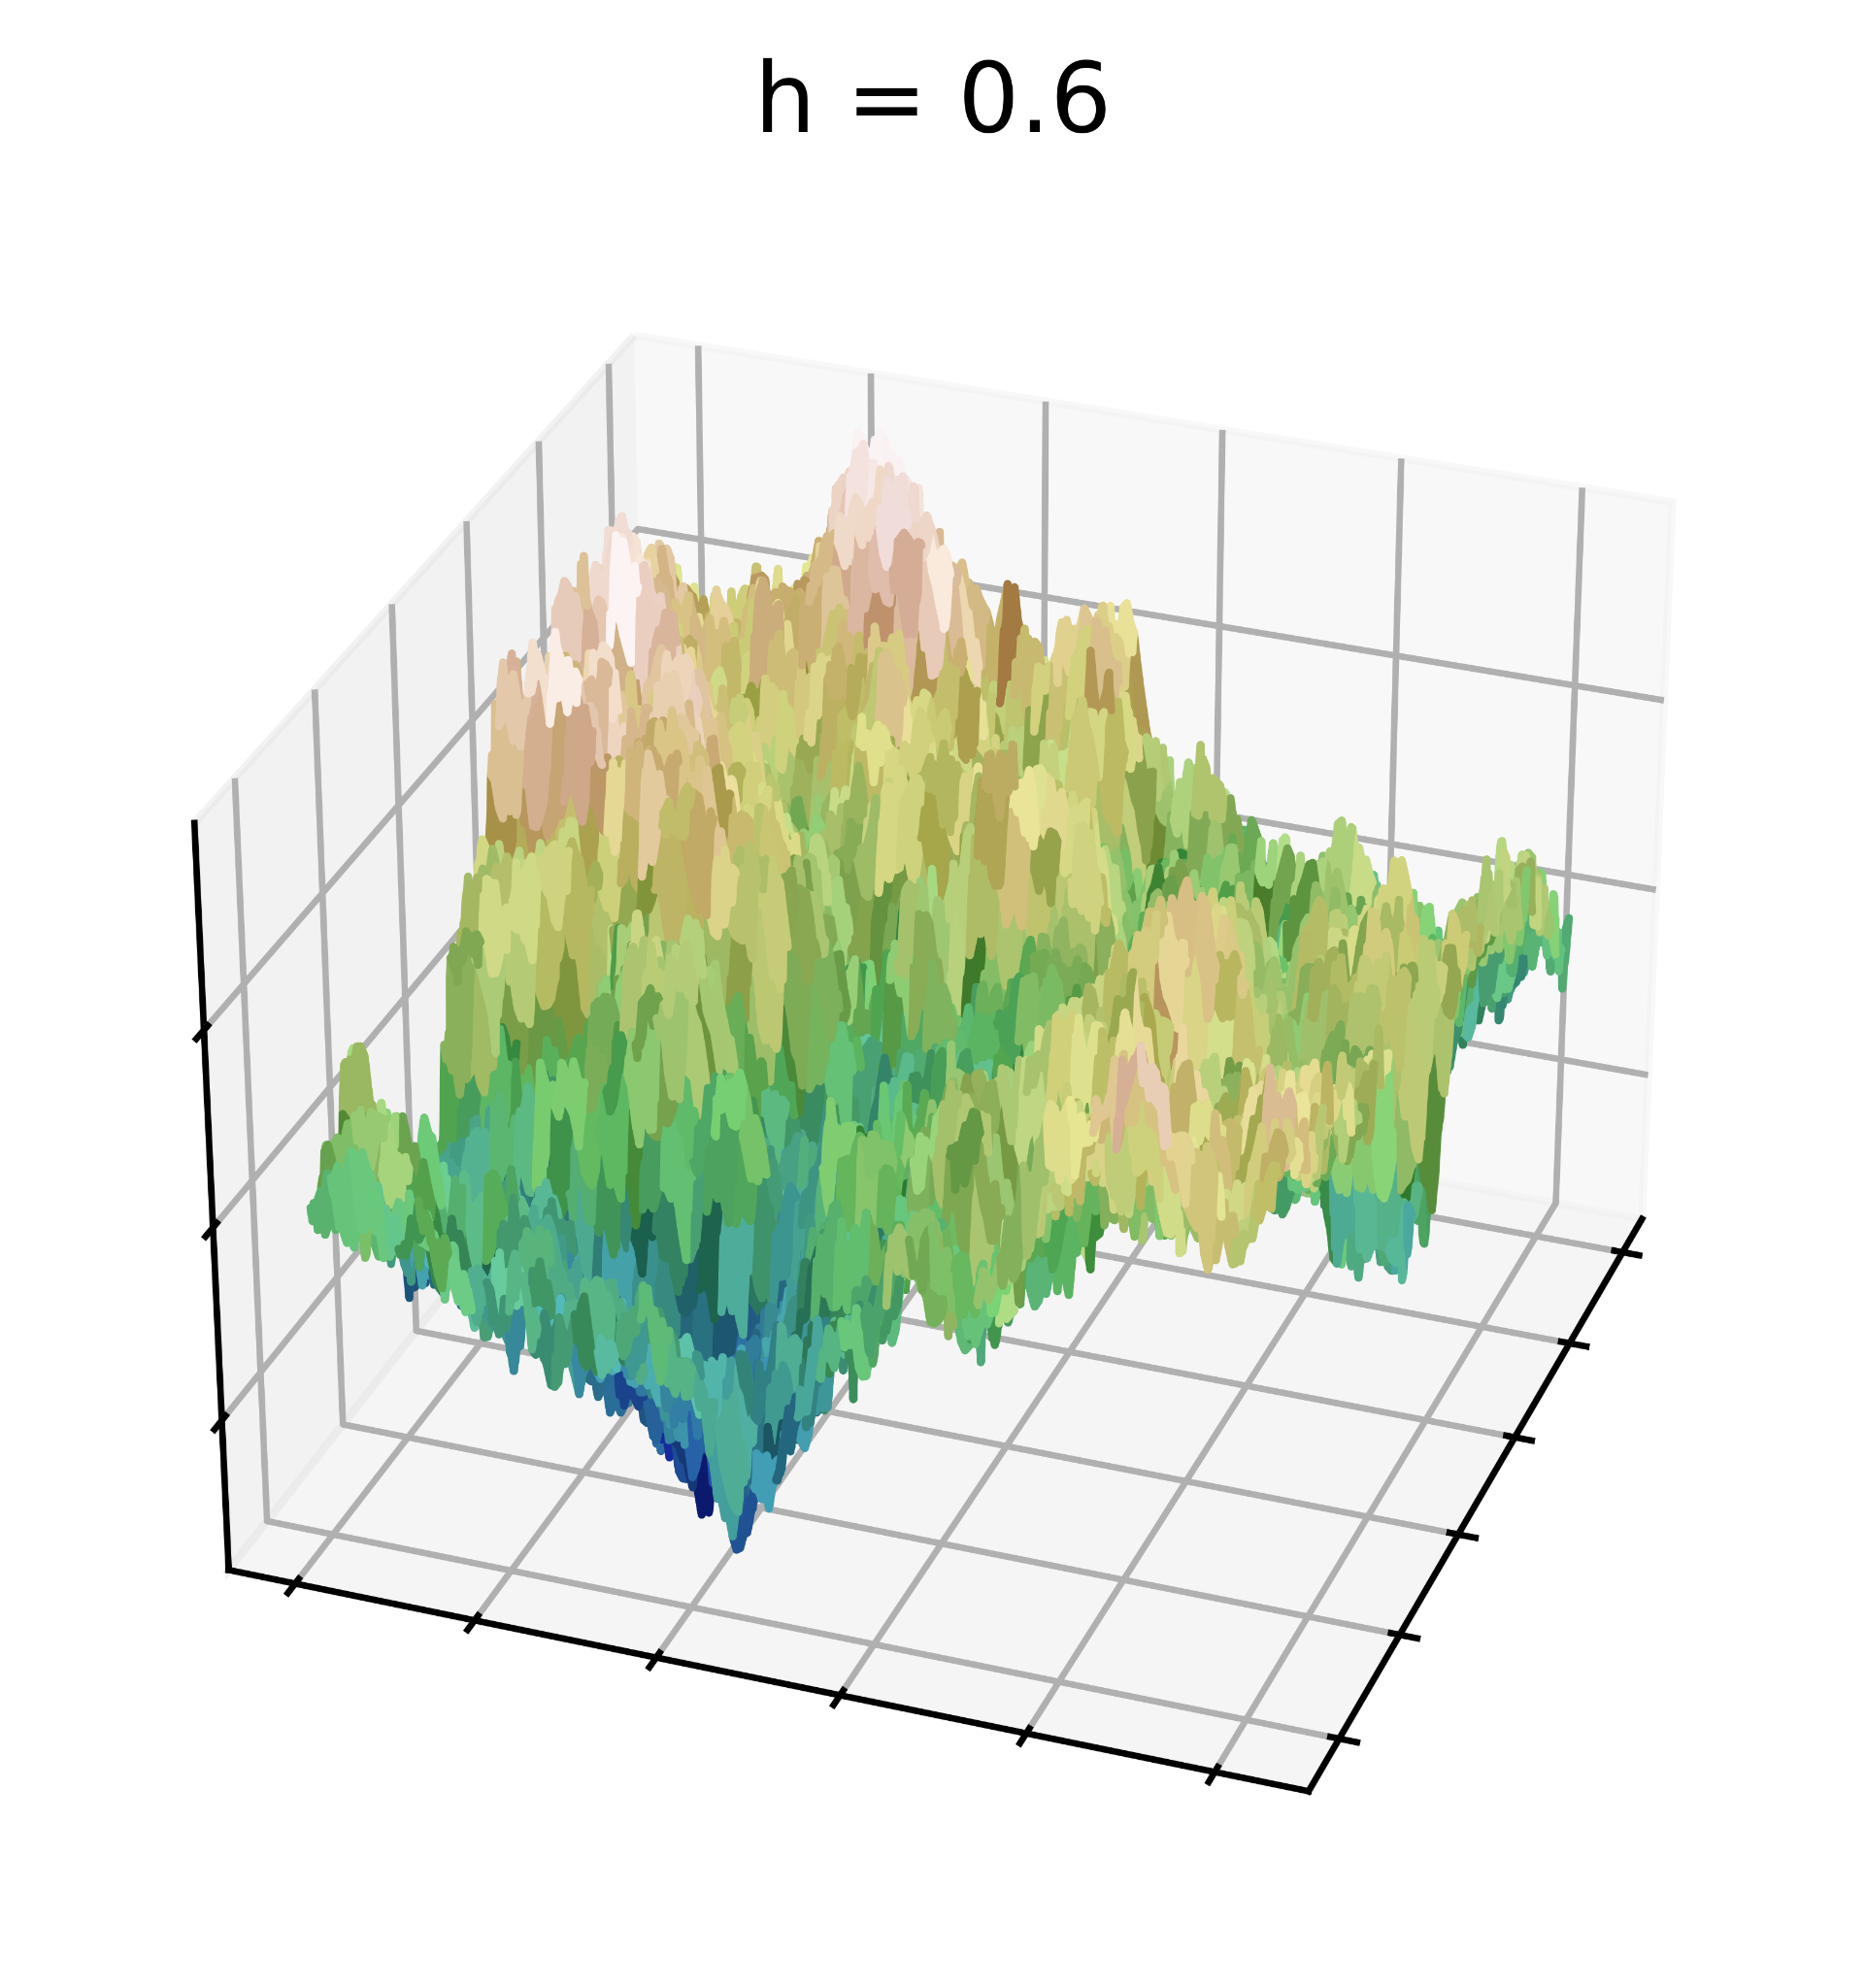 h = 0.6